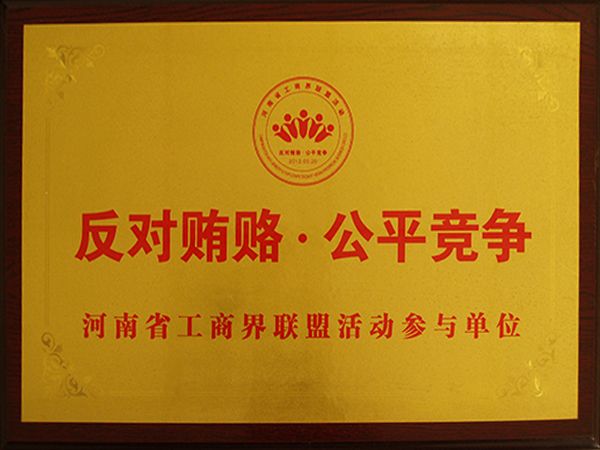 河南省工商界联盟活动
反对贿赂·公平竞争
反对贿赂·公平竞争
河南省工商界联盟活动参与单位